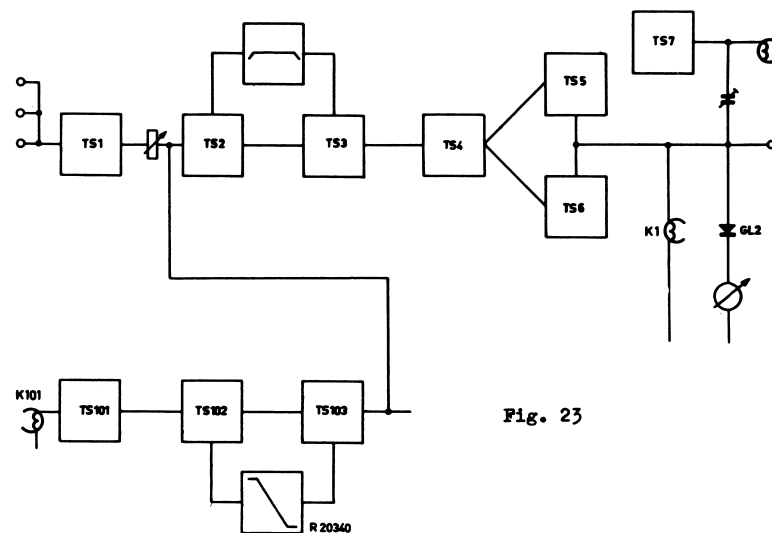 TS7
TS5
TS1
TS2
TS3
TS4
TS6
K1
GL2
K101
TS101
TS102
TS103
Fig. 23
R 20340